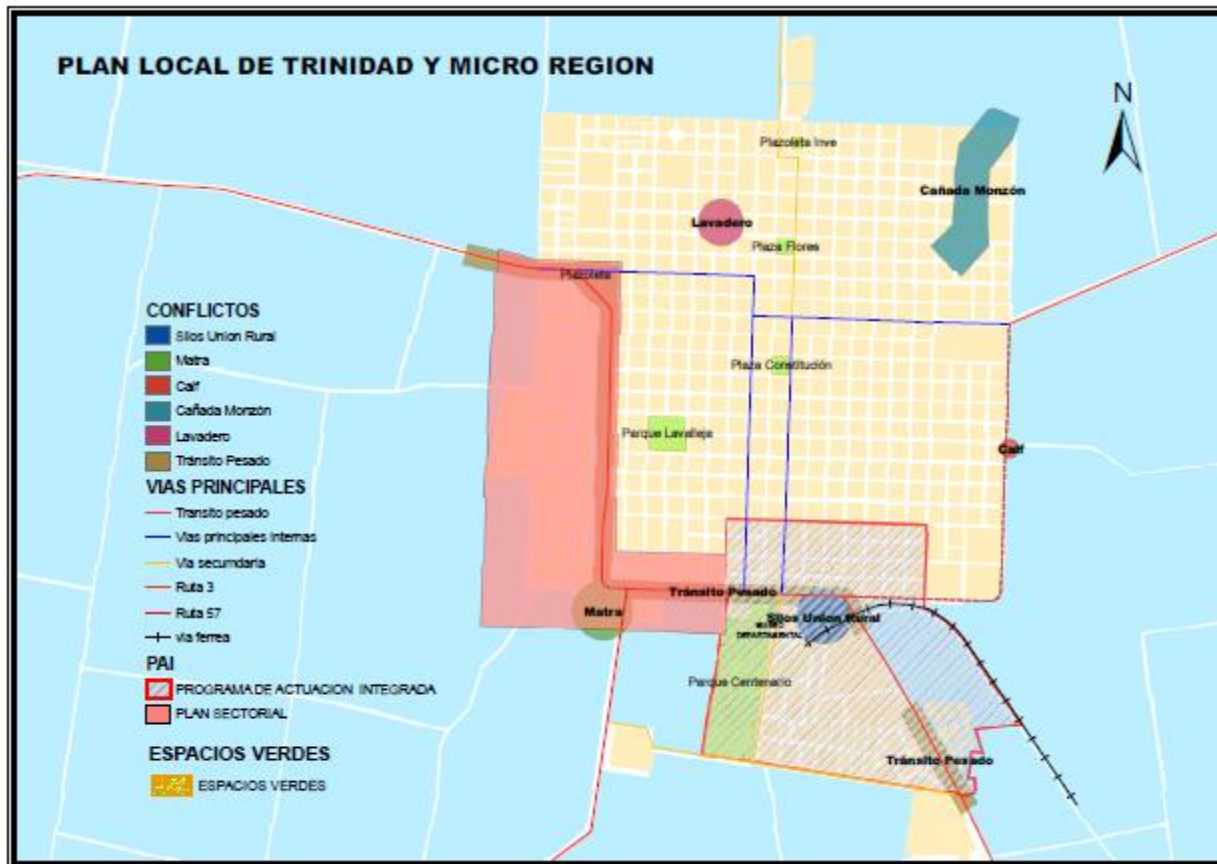 PLAN LOCAL DE TRINIDAD Y MICRO REGION
N
Plazoleta Inve
Cañada Monzón
Lavadero
Plaza Flores
Plazoleta
CONFLICTOS
Silos Union Rural
Matra
Calf
Cañada Monzón
Lavadero
Tránsito Pesado
VIAS PRINCIPALES
Transito pesado
Vias principales internas
Via secundaria
Ruta 3
Ruta 57
via ferrea
PAI
PROGRAMA DE ACTUACION INTEGRADA
PLAN SECTORIAL
ESPACIOS VERDES
ESPACIOS VERDES
Plaza Constitución
Parque Lavalleja
Calf
Tránsito Pesado
Matra
Silos Union Rural
DEPARTAMENTAL
Parque Centenario
Tránsito Pesado